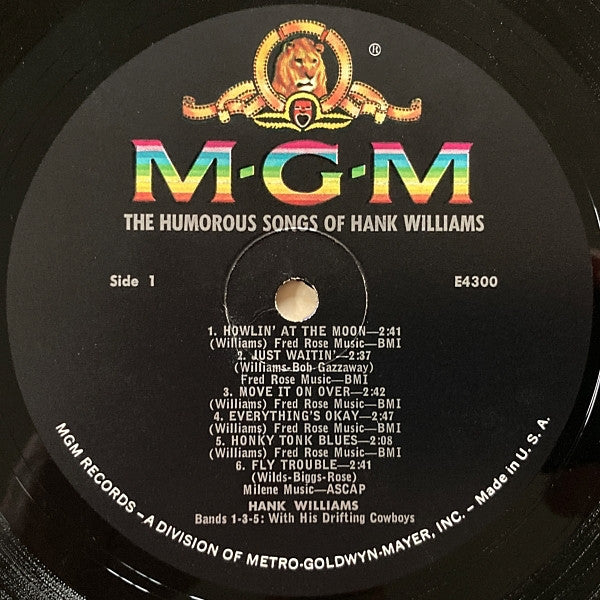 ®
M·G·M
THE HUMOROUS SONGS OF HANK WILLIAMS
Side 1
E4300
1. HOWLIN' AT THE MOON—2:41
(Williams) Fred Rose Music—BMI
2. JUST WAITIN'—2:37
(Williams-Bob-Gazzaway)
Fred Rose Music—BMI
3. MOVE IT ON OVER—2:42
(Williams) Fred Rose Music—BMI
4. EVERYTHING'S OKAY—2:47
(Williams) Fred Rose Music—BMI
5. HONKY TONK BLUES—2:08
(Williams) Fred Rose Music—BMI
6. FLY TROUBLE—2:41
(Wilds-Biggs-Rose)
Milene Music—ASCAP
HANK WILLIAMS
Bands 1-3-5: With His Drifting Cowboys
MGM RECORDS – A DIVISION OF METRO-GOLDWYN-MAYER, INC. – Made in U. S. A.